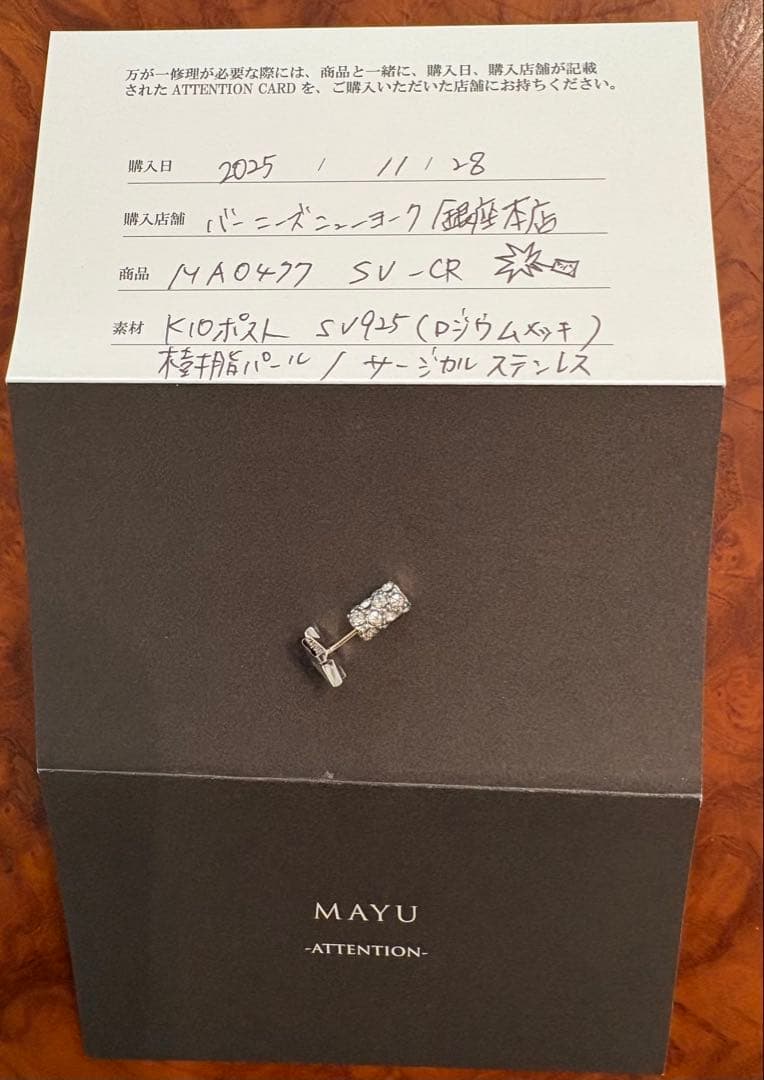 万が一修理が必要な際には、商品と一緒に、購入日、購入店舗が記載
された ATTENTION CARD を、ご購入いただいた店舗にお持ちください。
購入日 2025 / 11 / 28
購入店舗 バーニーズニューヨーク 銀座本店
商品 MA0477 SV-CR
素材 K10ポスト SV925(ロジウムメッキ)
樹脂パール / サージカルステンレス
MAYU
-ATTENTION-